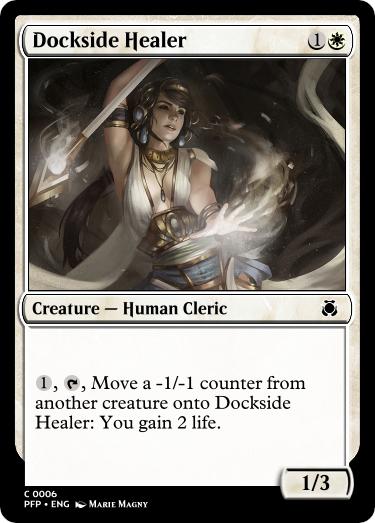 Dockside Healer 1
Creature — Human Cleric
1, , Move a -1/-1 counter from
another creature onto Dockside
Healer: You gain 2 life.
1/3
C 0006
PFP • ENG Marie Magny